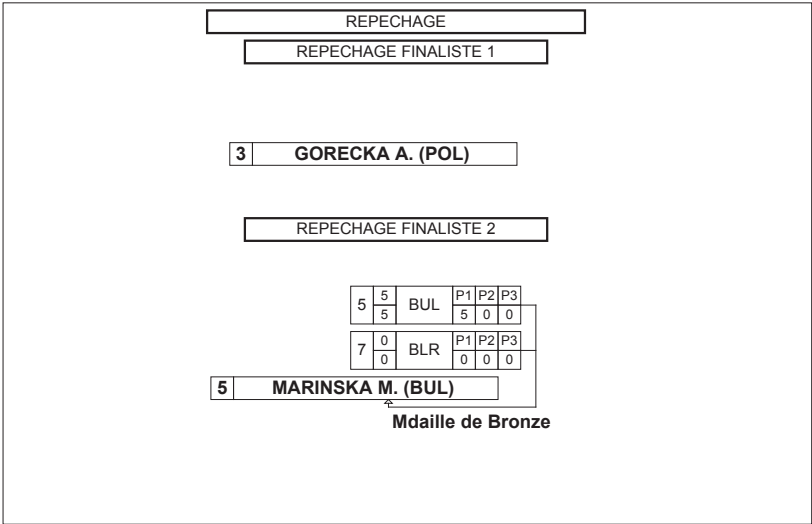 REPECHAGE
REPECHAGE FINALISTE 1
3 GORECKA A. (POL)
REPECHAGE FINALISTE 2
5 5 BUL P1 P2 P3
5 5 0 0
7 0 BLR P1 P2 P3
0 0 0 0
5 MARINSKA M. (BUL)
Mdaille de Bronze